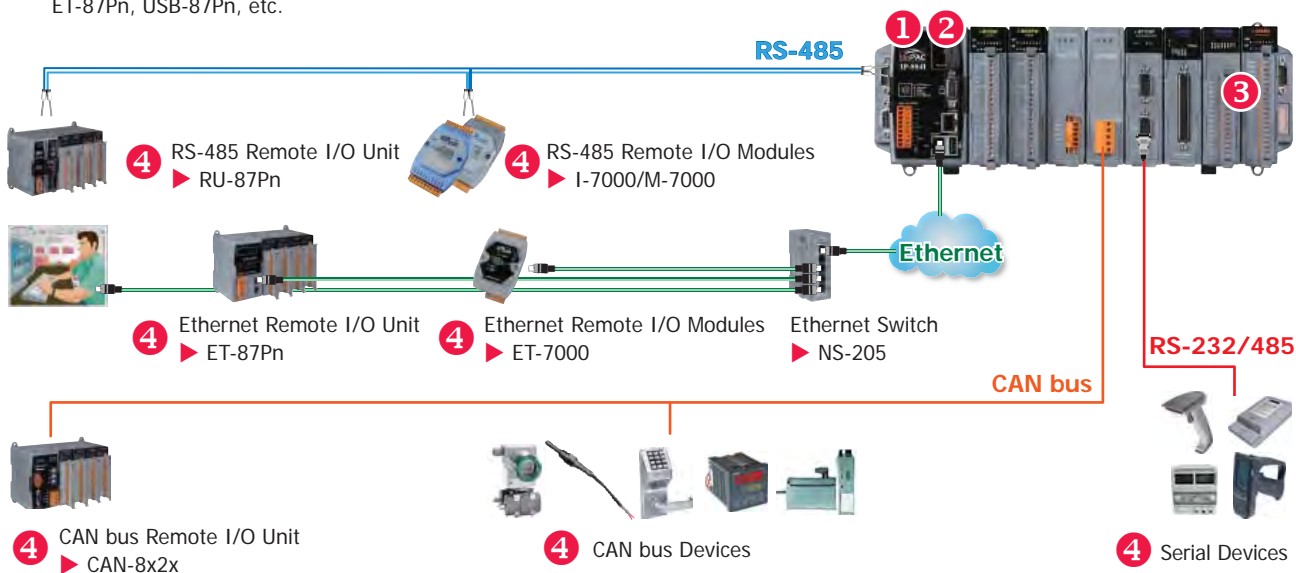 ET-87Pn, USB-87Pn, etc.
1 2
RS-485
iP-8841
3
4 RS-485 Remote I/O Unit
▶ RU-87Pn
4 RS-485 Remote I/O Modules
▶ I-7000/M-7000
Ethernet
4 Ethernet Remote I/O Unit
▶ ET-87Pn
4 Ethernet Remote I/O Modules
▶ ET-7000
Ethernet Switch
▶ NS-205
RS-232/485
CAN bus
4 CAN bus Remote I/O Unit
▶ CAN-8x2x
4 CAN bus Devices
4 Serial Devices